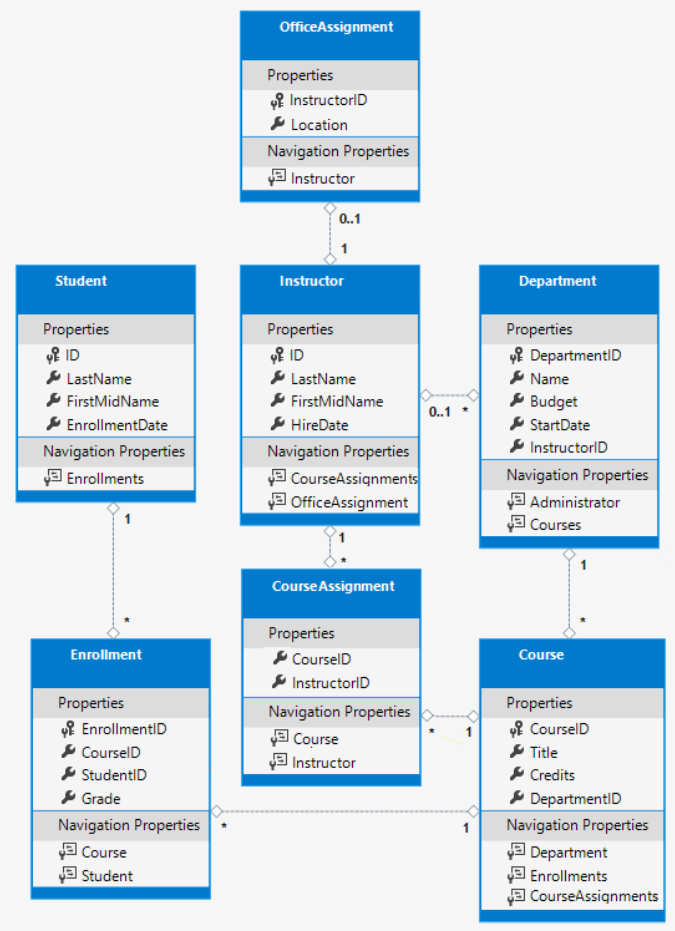 OfficeAssignment
Properties
InstructorID
Location
Navigation Properties
Instructor
0..1
1
Student
Properties
ID
LastName
FirstMidName
EnrollmentDate
Navigation Properties
Enrollments
1
*
Instructor
Properties
ID
LastName
FirstMidName
HireDate
Navigation Properties
CourseAssignments
OfficeAssignment
0..1 *
1
*
Department
Properties
DepartmentID
Name
Budget
StartDate
InstructorID
Navigation Properties
Administrator
Courses
1
*
CourseAssignment
Properties
CourseID
InstructorID
Navigation Properties
Course
Instructor
* 1
Enrollment
Properties
EnrollmentID
CourseID
StudentID
Grade
Navigation Properties
Course
Student
* 1
Course
Properties
CourseID
Title
Credits
DepartmentID
Navigation Properties
Department
Enrollments
CourseAssignments